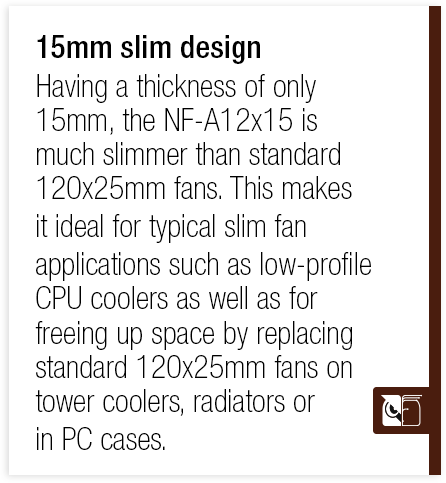 15mm slim design
Having a thickness of only
15mm, the NF-A12x15 is
much slimmer than standard
120x25mm fans. This makes
it ideal for typical slim fan
applications such as low-profile
CPU coolers as well as for
freeing up space by replacing
standard 120x25mm fans on
tower coolers, radiators or
in PC cases.